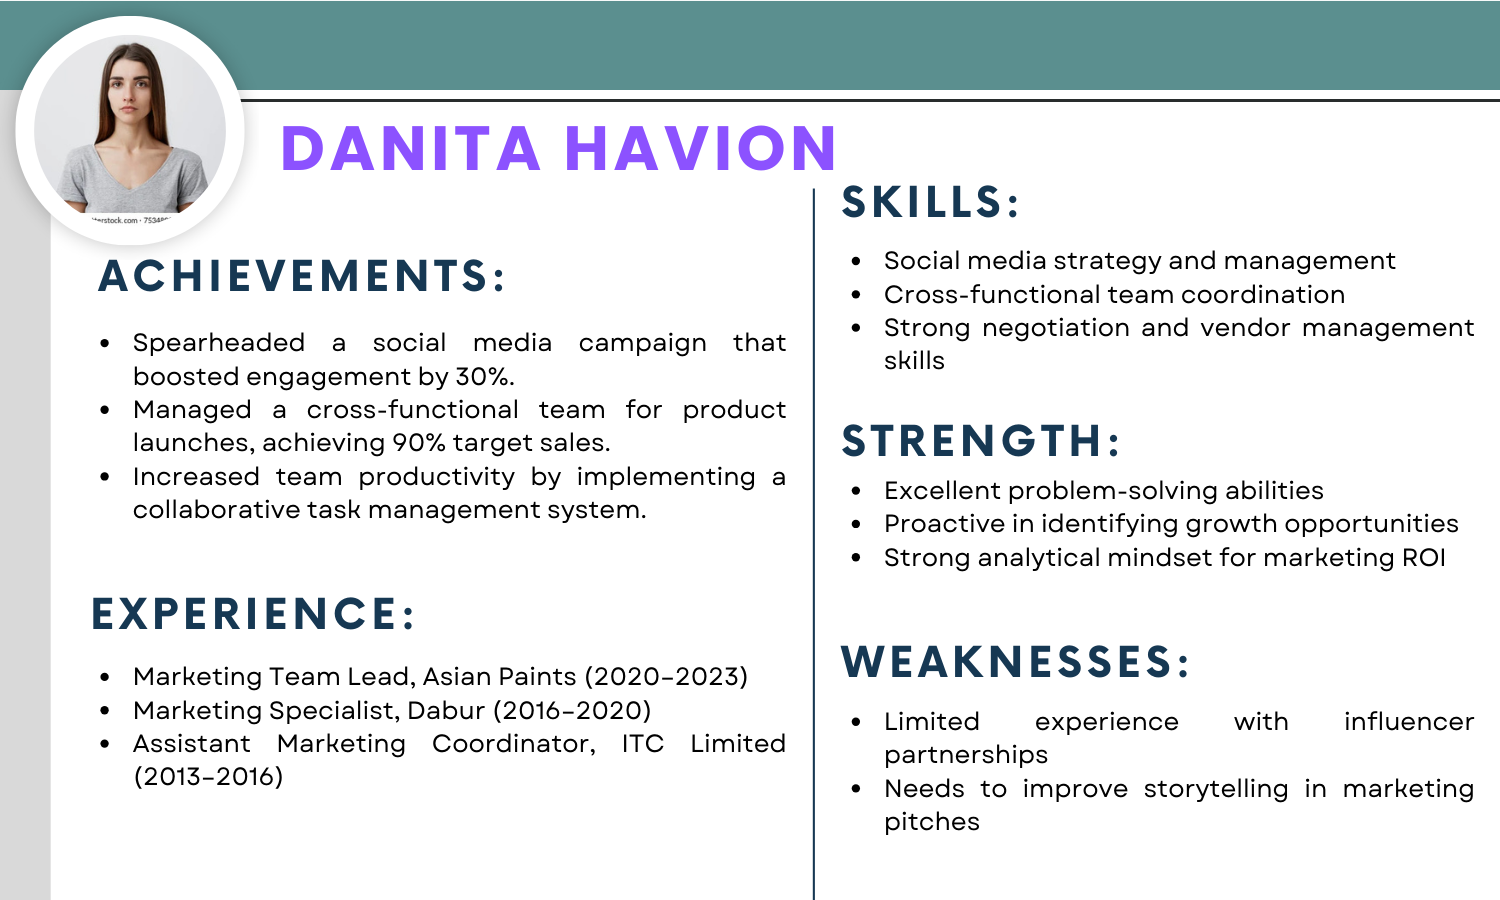 DANITA HAVION
ACHIEVEMENTS:
• Spearheaded a social media campaign that
boosted engagement by 30%.
• Managed a cross-functional team for product
launches, achieving 90% target sales.
• Increased team productivity by implementing a
collaborative task management system.
EXPERIENCE:
• Marketing Team Lead, Asian Paints (2020–2023)
• Marketing Specialist, Dabur (2016–2020)
• Assistant Marketing Coordinator, ITC Limited
(2013–2016)
SKILLS:
• Social media strategy and management
• Cross-functional team coordination
• Strong negotiation and vendor management
skills
STRENGTH:
• Excellent problem-solving abilities
• Proactive in identifying growth opportunities
• Strong analytical mindset for marketing ROI
WEAKNESSES:
• Limited experience with influencer
partnerships
• Needs to improve storytelling in marketing
pitches